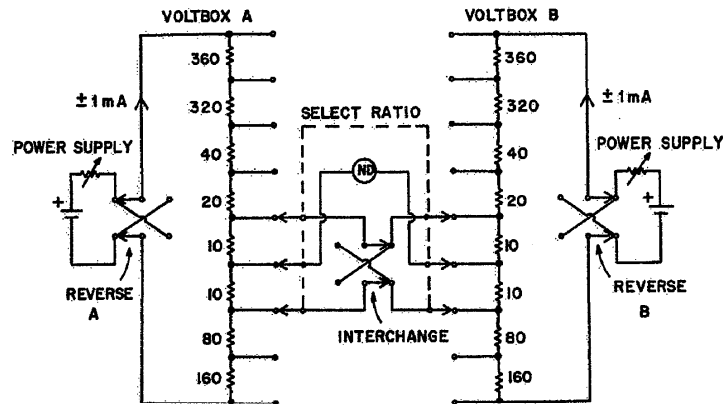 VOLTBOX A
VOLTBOX B
360
360
±1mA
320
SELECT RATIO
320
±1mA
POWER SUPPLY
40
ND
40
POWER SUPPLY
20
20
+
+
10
10
REVERSE
A
10
10
REVERSE
B
INTERCHANGE
80
80
160
160